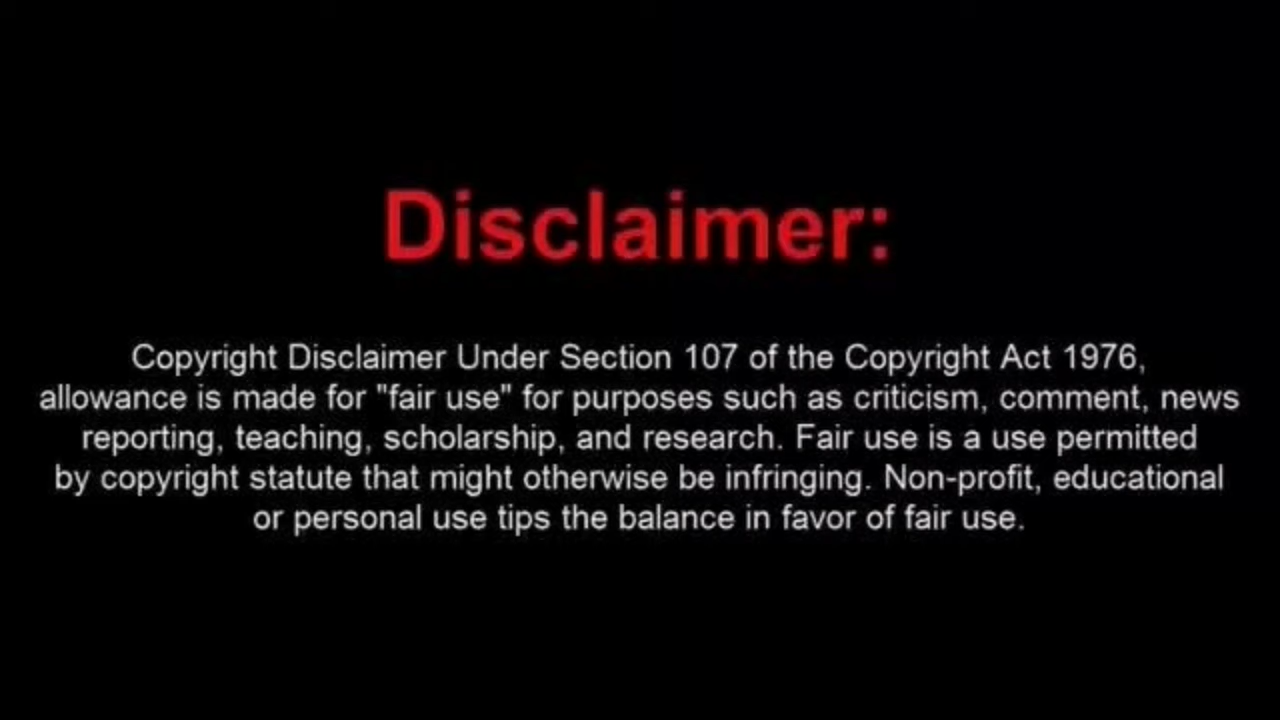 Disclaimer:
Copyright Disclaimer Under Section 107 of the Copyright Act 1976,
allowance is made for "fair use" for purposes such as criticism, comment, news
reporting, teaching, scholarship, and research. Fair use is a use permitted
by copyright statute that might otherwise be infringing. Non-profit, educational
or personal use tips the balance in favor of fair use.